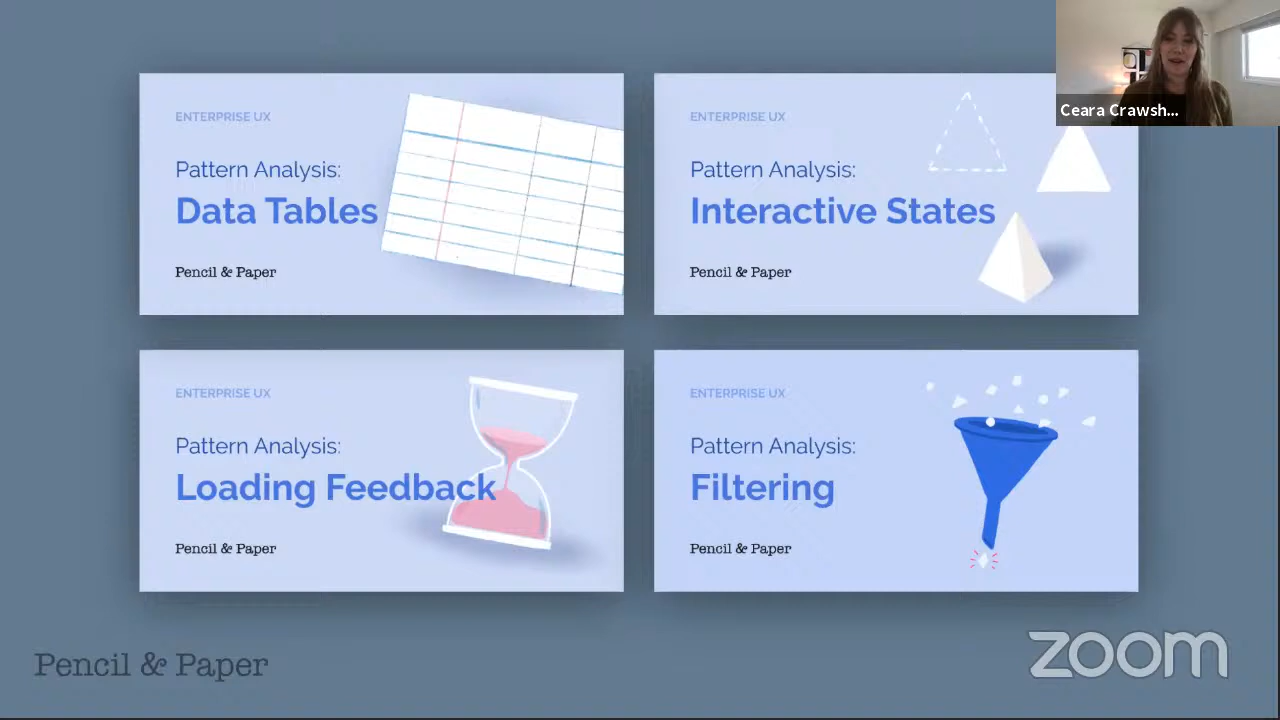 Ceara Crawsh...
ENTERPRISE UX
Pattern Analysis:
Data Tables
Pencil & Paper
ENTERPRISE UX
Pattern Analysis:
Interactive States
Pencil & Paper
ENTERPRISE UX
Pattern Analysis:
Loading Feedback
Pencil & Paper
ENTERPRISE UX
Pattern Analysis:
Filtering
Pencil & Paper
Pencil & Paper
zoom